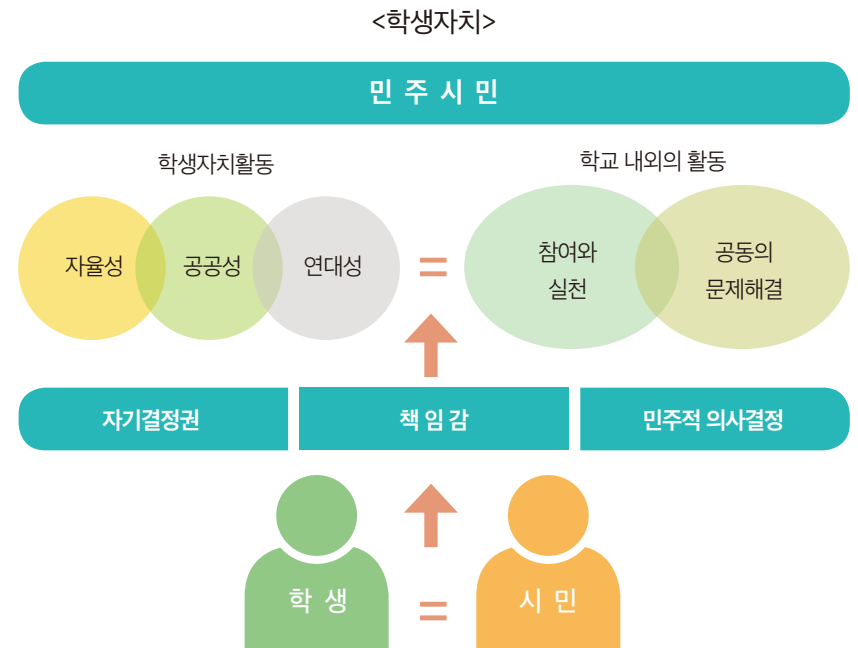 <학생자치>
민 주 시 민
학생자치활동
학교 내외의 활동
자율성
공공성
연대성
=
참여와
실천
공동의
문제해결
자기결정권
책 임 감
민주적 의사결정
학 생
=
시 민